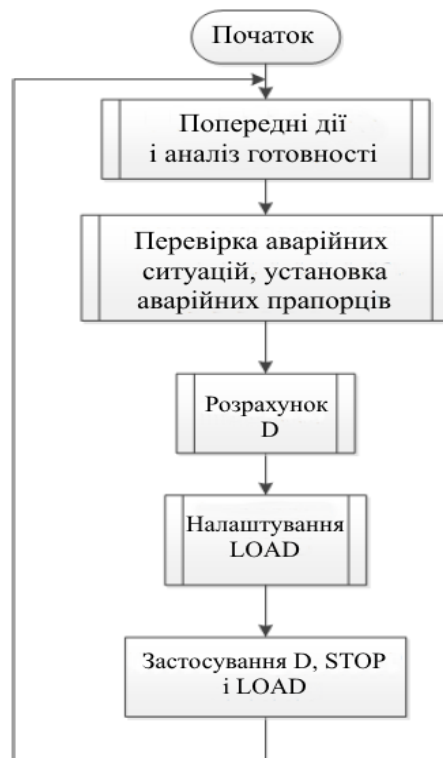 Початок
Попередні дії
і аналіз готовності
Перевірка аварійних
ситуацій, установка
аварійних прапорців
Розрахунок
D
Налаштування
LOAD
Застосування D, STOP
і LOAD